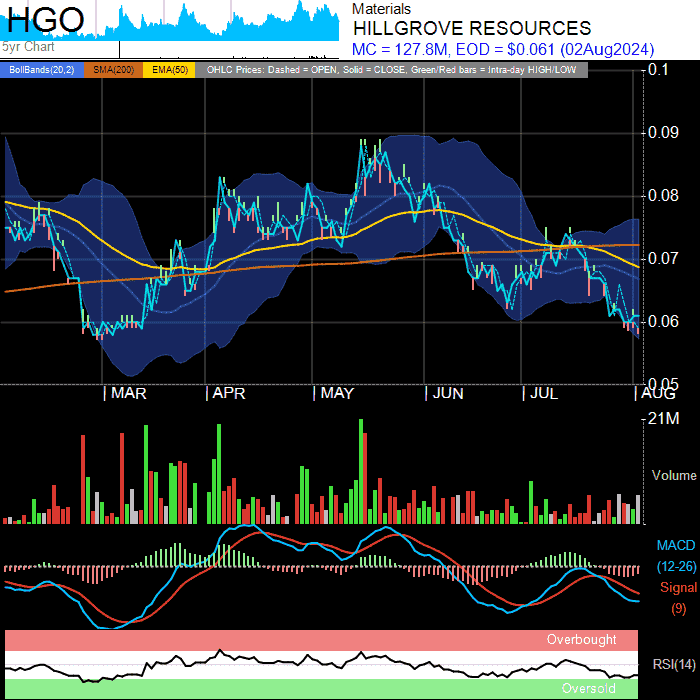 HGO
5yr Chart
Materials
HILLGROVE RESOURCES
MC = 127.8M, EOD = $0.061 (02Aug2024)
BollBands(20,2) SMA(200) EMA(50) OHLC Prices: Dashed = OPEN, Solid = CLOSE, Green/Red bars = Intra-day HIGH/LOW
0.1
0.09
0.08
0.07
0.06
0.05
MAR APR MAY JUN JUL AUG
21M
Volume
MACD
(12-26)
Signal
(9)
Overbought
RSI(14)
Oversold